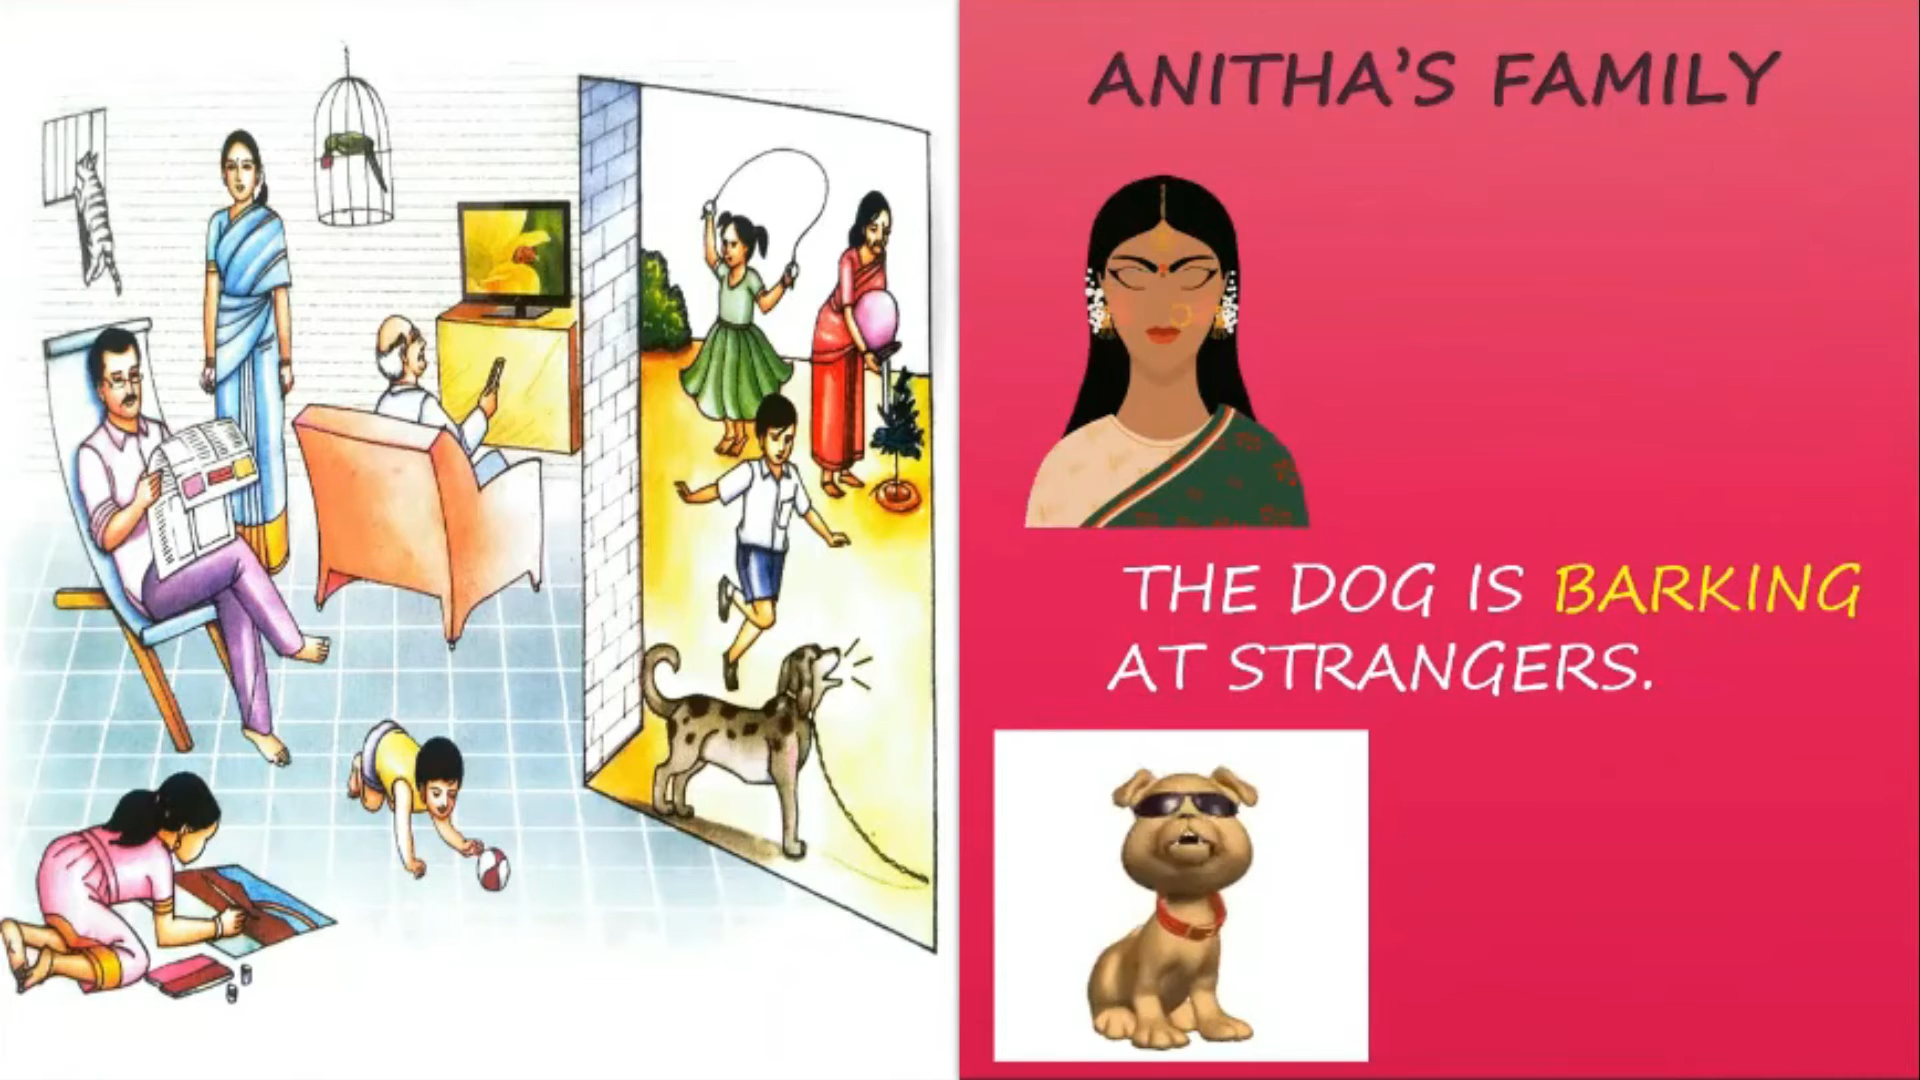 ANITHA'S FAMILY
THE DOG IS BARKING
AT STRANGERS.